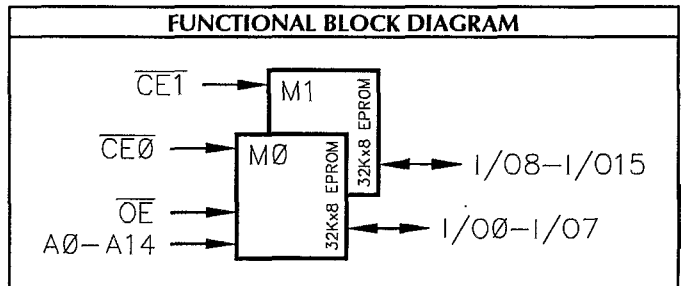 FUNCTIONAL BLOCK DIAGRAM
CE1
M1
32Kx8 EPROM
I/O8–I/O15
CEØ
MØ
32Kx8 EPROM
I/OØ–I/O7
OE
AØ–A14